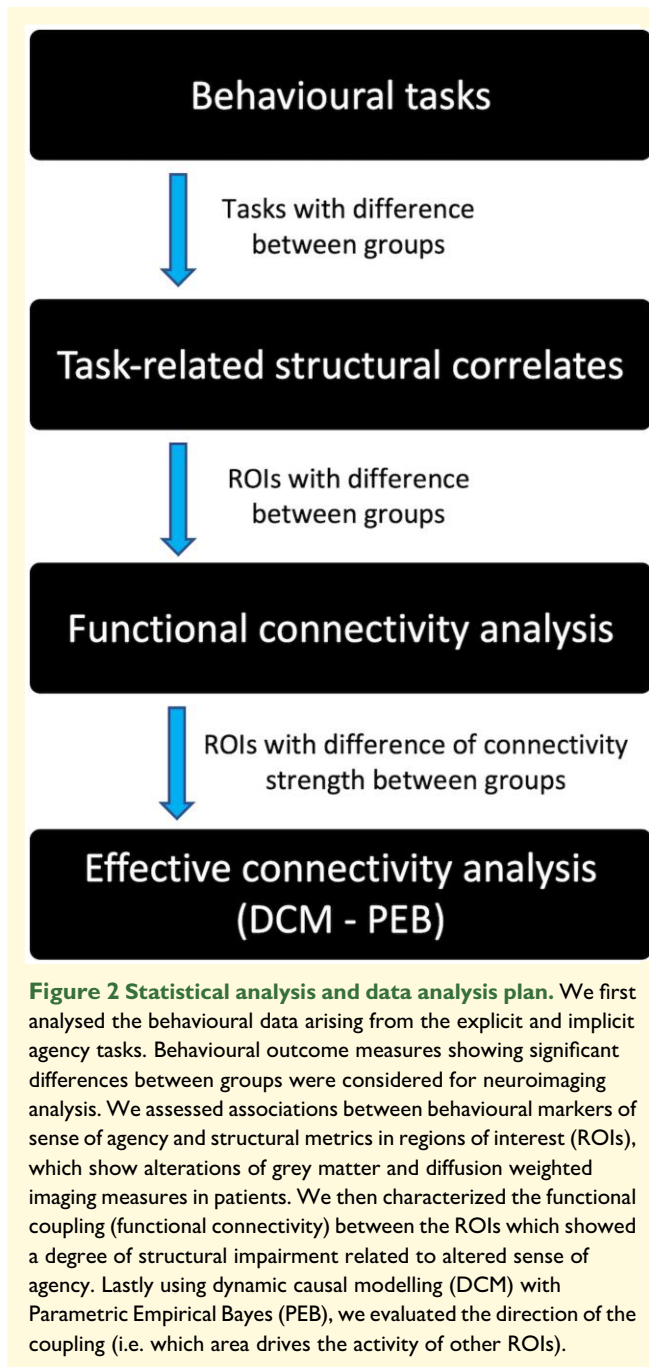 Behavioural tasks
Tasks with difference
between groups
Task-related structural correlates
ROIs with difference
between groups
Functional connectivity analysis
ROIs with difference of connectivity
strength between groups
Effective connectivity analysis
(DCM - PEB)
Figure 2 Statistical analysis and data analysis plan. We first
analysed the behavioural data arising from the explicit and implicit
agency tasks. Behavioural outcome measures showing significant
differences between groups were considered for neuroimaging
analysis. We assessed associations between behavioural markers of
sense of agency and structural metrics in regions of interest (ROIs),
which show alterations of grey matter and diffusion weighted
imaging measures in patients. We then characterized the functional
coupling (functional connectivity) between the ROIs which showed
a degree of structural impairment related to altered sense of
agency. Lastly using dynamic causal modelling (DCM) with
Parametric Empirical Bayes (PEB), we evaluated the direction of the
coupling (i.e. which area drives the activity of other ROIs).